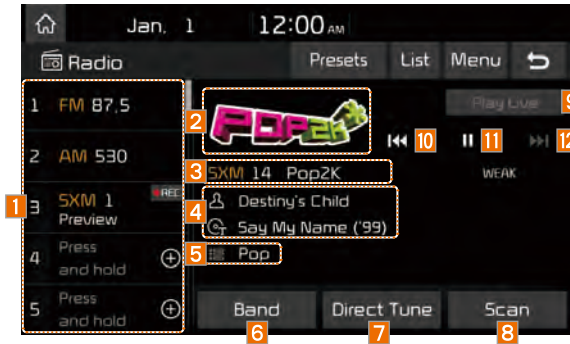 Jan. 1 12:00 AM
Radio Presets List Menu
1 FM 87.5
2 AM 530
3 SXM 1
Preview
REC
4 Press
and hold
5 Press
and hold
1
2
POP2K
3
SXM 14 Pop2K
4
Destiny's Child
Say My Name ('99)
5
Pop
Play Live
9
10
11
12
WEAK
Band Direct Tune Scan
6 7 8